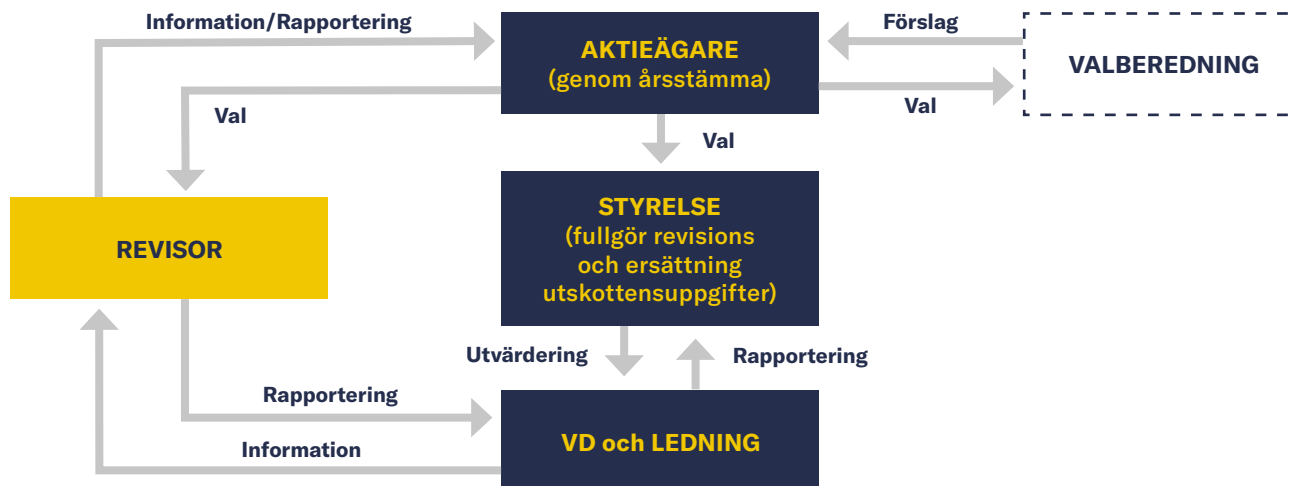 Information/Rapportering
Förslag
AKTIEÄGARE
(genom årsstämma)
VALBEREDNING
Val
Val
Val
STYRELSE
(fullgör revisions
och ersättning
utskottensuppgifter)
REVISOR
Utvärdering
Rapportering
Rapportering
VD och LEDNING
Information